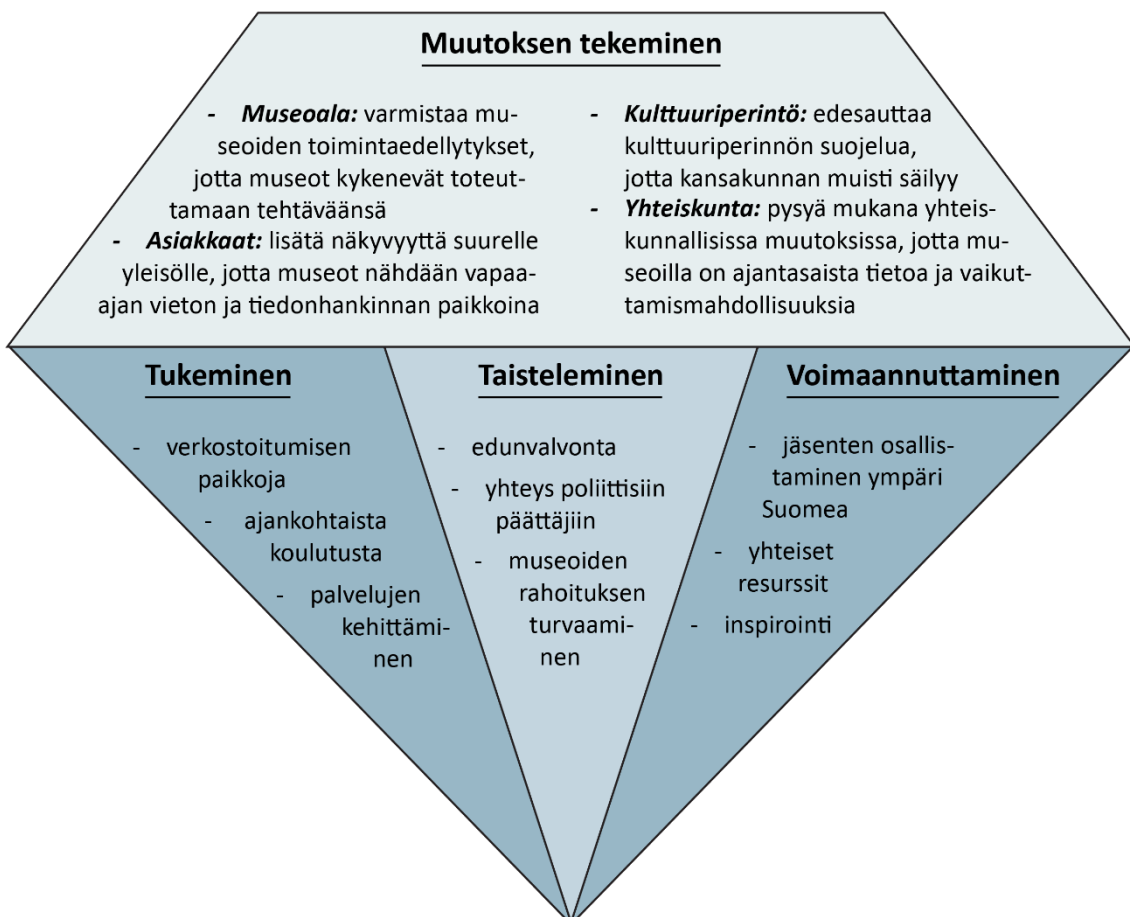 Muutoksen tekeminen
- Museoala: varmistaa mu-
seoiden toimintaedellytykset,
jotta museot kykenevät toteut-
tamaan tehtäväänsä
- Asiakkaat: lisätä näkyvyyttä suurelle
yleisölle, jotta museot nähdään vapaa-
ajan vieton ja tiedonhankinnan paikkoina
- Kulttuuriperintö: edesauttaa
kulttuuriperinnön suojelua,
jotta kansakunnan muisti säilyy
- Yhteiskunta: pysyä mukana yhteis-
kunnallisissa muutoksissa, jotta mu-
seoilla on ajantasaista tietoa ja vaikut-
tamismahdollisuuksia
Tukeminen
- verkostoitumisen
paikkoja
- ajankohtaista
koulutusta
- palvelujen
kehittämi-
nen
Taisteleminen
- edunvalvonta
- yhteys poliittisiin
päättäjiin
- museoiden
rahoituksen
turvaami-
nen
Voimaannuttaminen
- jäsenten osallis-
taminen ympäri
Suomea
- yhteiset
resurssit
- inspirointi